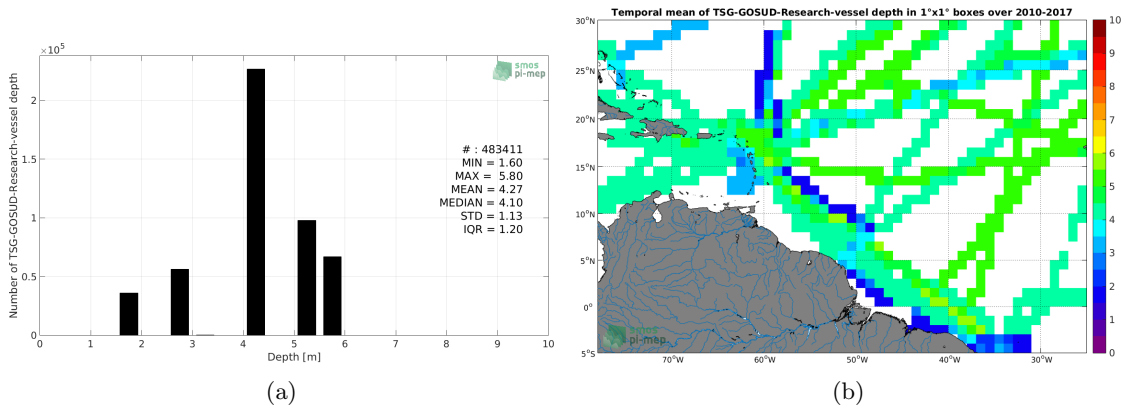 ×10^5
2
1.5
1
0.5
0
Number of TSG-GOSUD-Research-vessel depth
smos
pi-mep
# : 483411
MIN = 1.60
MAX = 5.80
MEAN = 4.27
MEDIAN = 4.10
STD = 1.13
IQR = 1.20
0 1 2 3 4 5 6 7 8 9 10
Depth [m]
(a)
Temporal mean of TSG-GOSUD-Research-vessel depth in 1°x1° boxes over 2010-2017
30°N
25°N
20°N
15°N
10°N
5°N
0°
5°S
70°W 60°W 50°W 40°W 30°W
smos
pi-mep
10
9
8
7
6
5
4
3
2
1
0
(b)